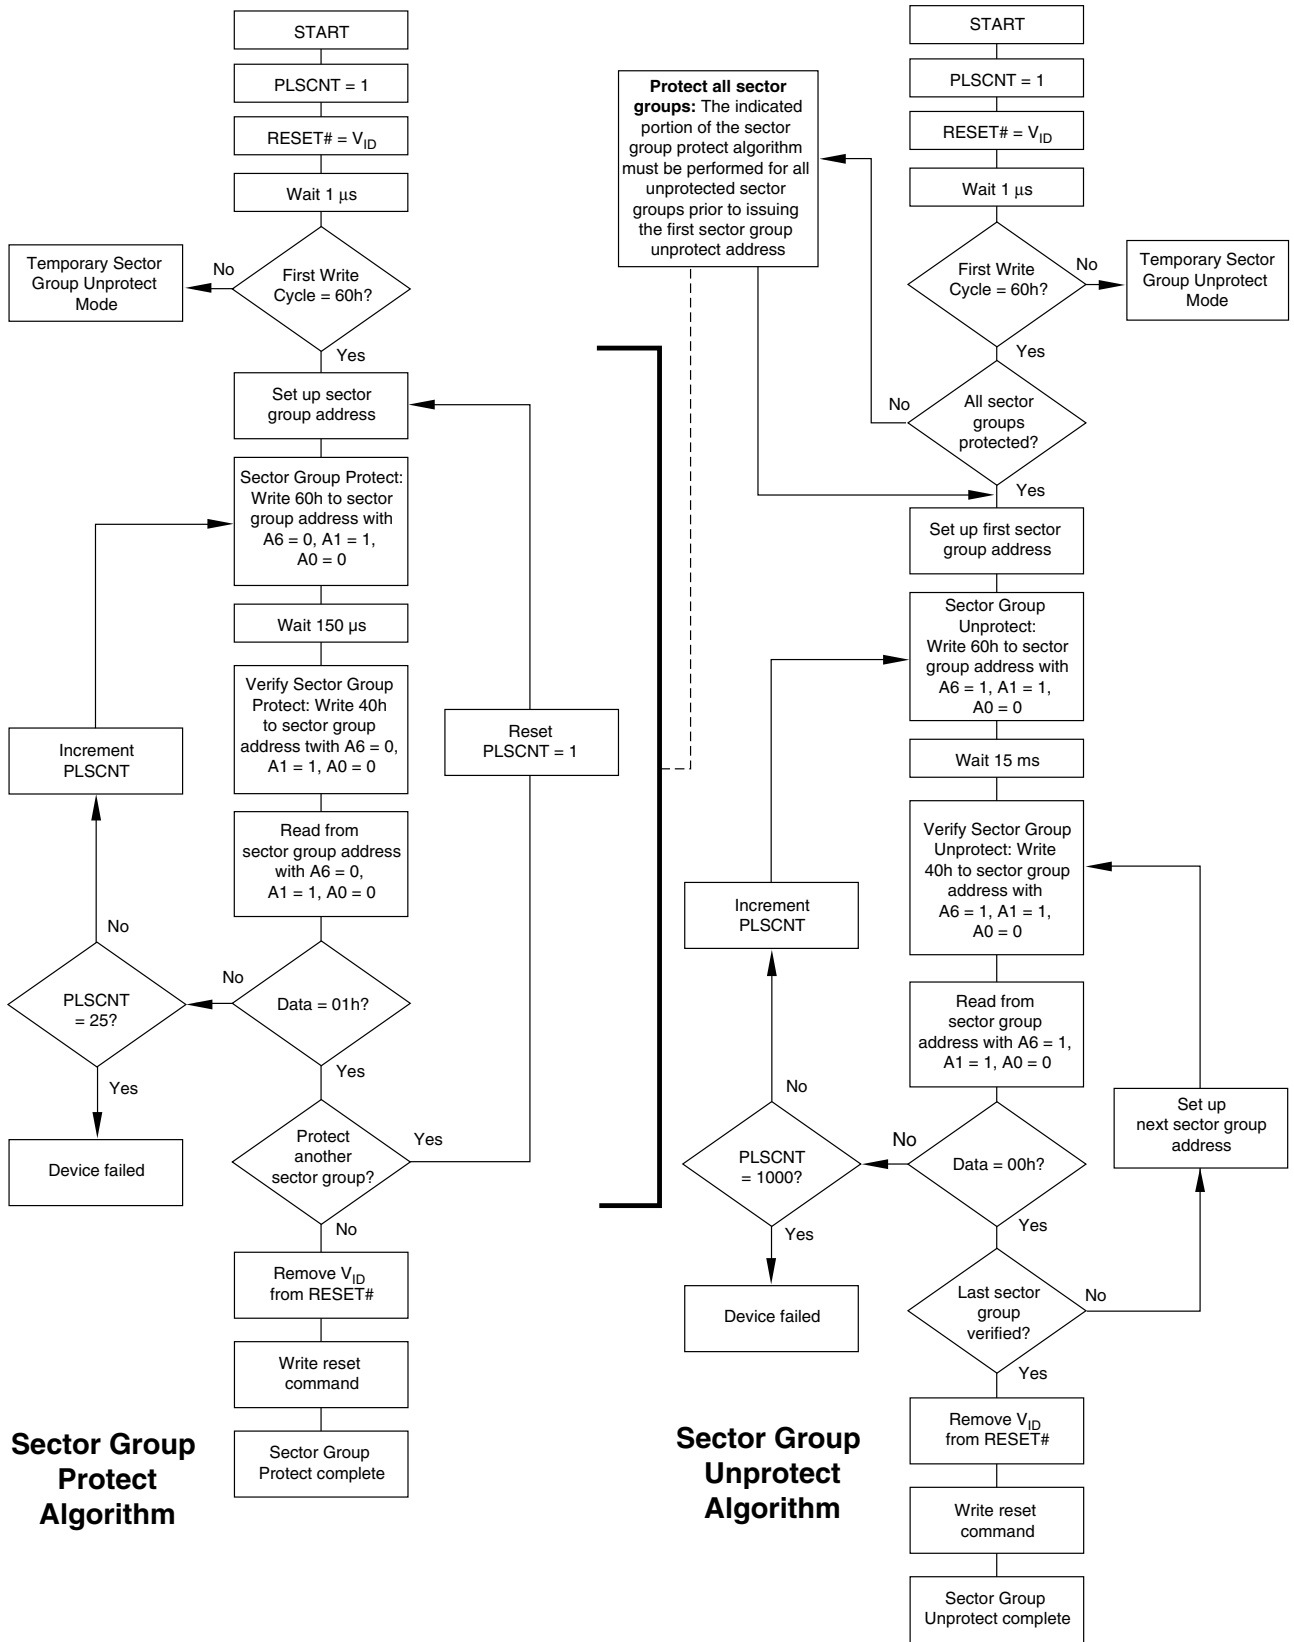 START
PLSCNT = 1
RESET# = VID
Wait 1 μs
First Write
Cycle = 60h?
No
Temporary Sector
Group Unprotect
Mode
Yes
Set up sector
group address
Sector Group Protect:
Write 60h to sector
group address with
A6 = 0, A1 = 1,
A0 = 0
Wait 150 µs
Verify Sector Group
Protect: Write 40h
to sector group
address twith A6 = 0,
A1 = 1, A0 = 0
Increment
PLSCNT
Reset
PLSCNT = 1
Read from
sector group address
with A6 = 0,
A1 = 1, A0 = 0
No
No
PLSCNT
= 25?
Data = 01h?
Yes
Yes
Device failed
Protect
another
sector group?
Yes
No
Remove VID
from RESET#
Write reset
command
Sector Group
Protect complete
Sector Group
Protect
Algorithm
START
PLSCNT = 1
Protect all sector
groups: The indicated
portion of the sector
group protect algorithm
must be performed for all
unprotected sector
groups prior to issuing
the first sector group
unprotect address
RESET# = VID
Wait 1 μs
First Write
Cycle = 60h?
No
Temporary Sector
Group Unprotect
Mode
Yes
No
All sector
groups
protected?
Yes
Set up first sector
group address
Sector Group
Unprotect:
Write 60h to sector
group address with
A6 = 1, A1 = 1,
A0 = 0
Wait 15 ms
Verify Sector Group
Unprotect: Write
40h to sector group
address with
A6 = 1, A1 = 1,
A0 = 0
Increment
PLSCNT
Read from
sector group
address with A6 = 1,
A1 = 1, A0 = 0
No
Set up
next sector group
address
No
PLSCNT
= 1000?
Data = 00h?
Yes
Yes
Device failed
Last sector
group
verified?
No
Yes
Remove VID
from RESET#
Write reset
command
Sector Group
Unprotect complete
Sector Group
Unprotect
Algorithm